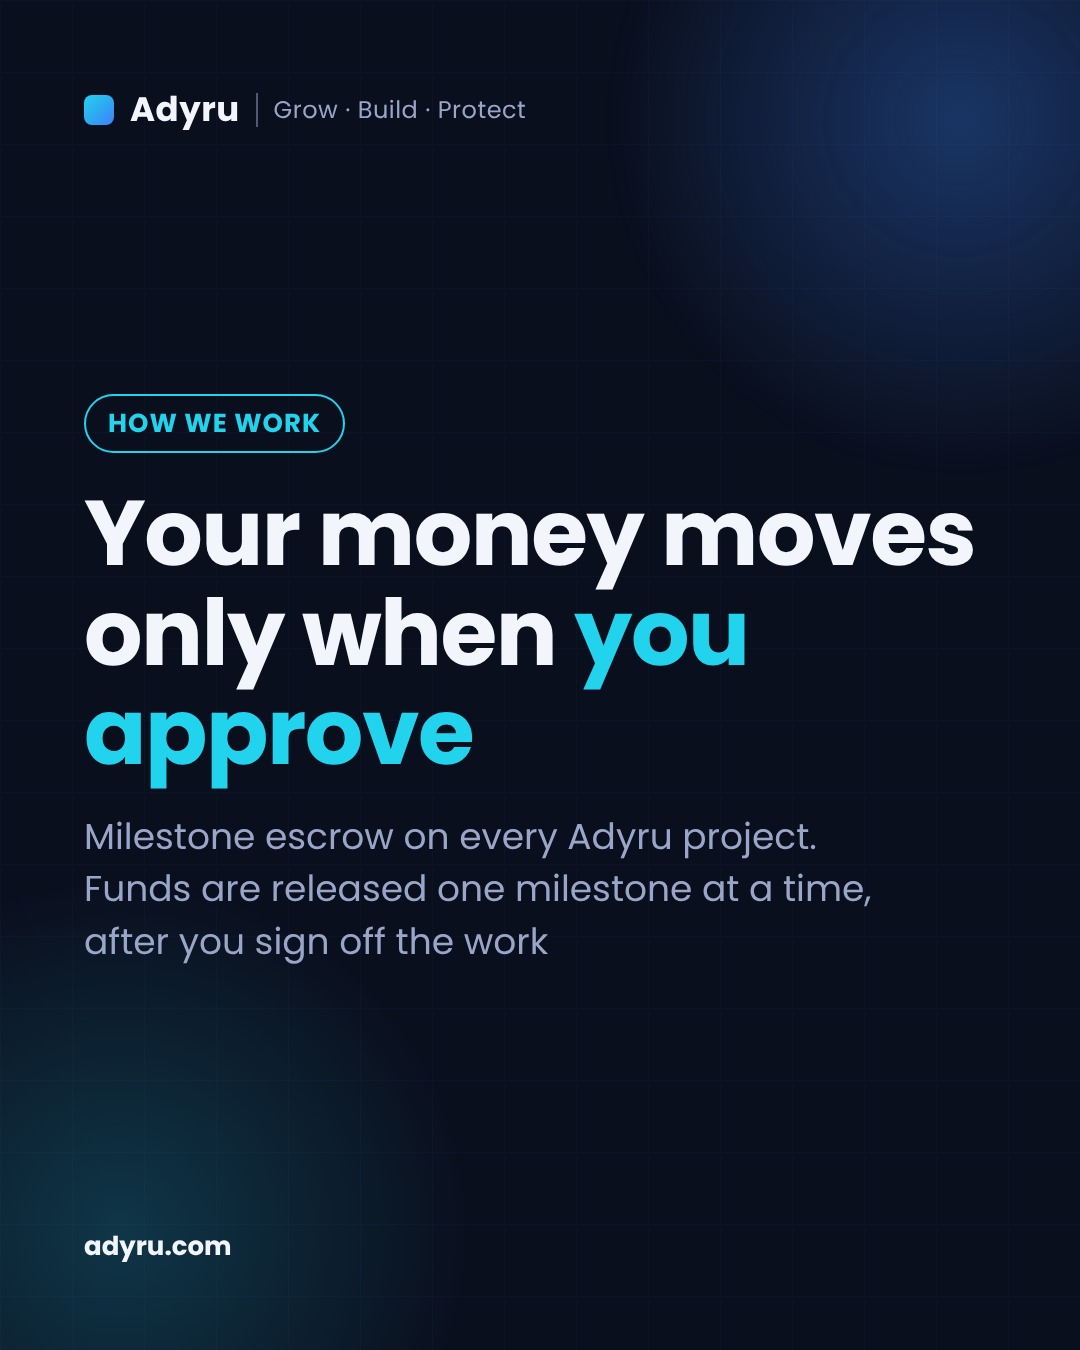 Adyru | Grow · Build · Protect
HOW WE WORK
Your money moves
only when you
approve
Milestone escrow on every Adyru project.
Funds are released one milestone at a time,
after you sign off the work
adyru.com